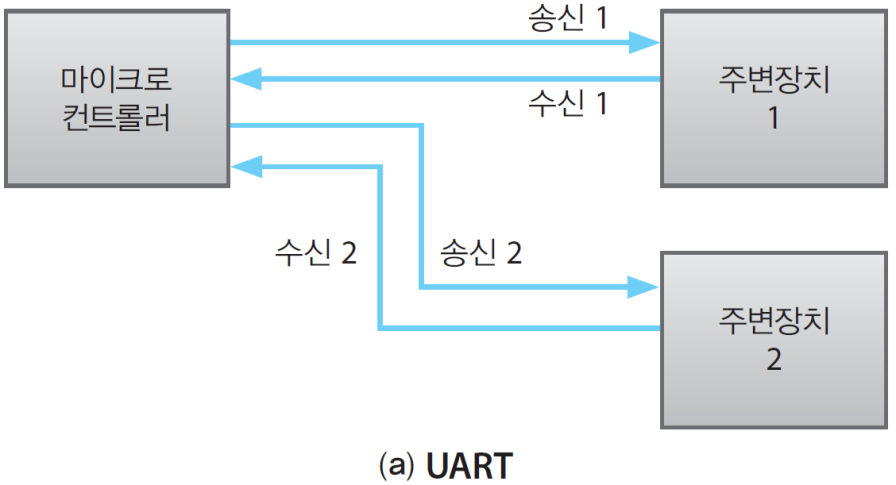 송신 1
마이크로
컨트롤러
수신 1
주변장치
1
수신 2
송신 2
주변장치
2
(a) UART